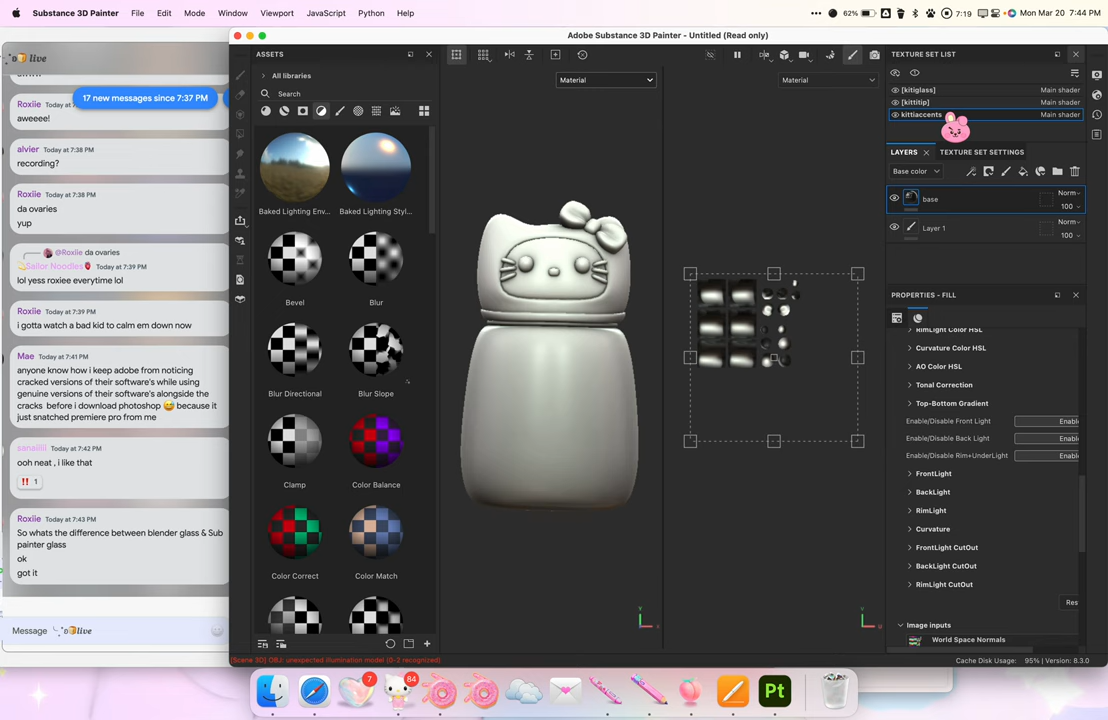 Substance 3D Painter File Edit Mode Window Viewport JavaScript Python Help
62% 7:19 Mon Mar 20 7:44 PM
live
17 new messages since 7:37 PM
Roxiie Today at 7:38 PM
aweeee!
alvier Today at 7:38 PM
recording?
Roxiie Today at 7:38 PM
da ovaries
yup
@Roxiie da ovaries
Sailor Noodles Today at 7:39 PM
lol yess roxiee everytime lol
Roxiie Today at 7:39 PM
i gotta watch a bad kid to calm em down now
Mae Today at 7:41 PM
anyone know how i keep adobe from noticing
cracked versions of their software's while using
genuine versions of their software's alongside the
cracks before i download photoshop 😅 because it
just snatched premiere pro from me
Today at 7:42 PM
ooh neat , i like that
‼️ 1
Roxiie Today at 7:43 PM
So whats the difference between blender glass & Sub
painter glass
ok
got it
Message live
Adobe Substance 3D Painter - Untitled (Read only)
ASSETS
All libraries
Search
Baked Lighting Env... Baked Lighting Styl...
Bevel Blur
Blur Directional Blur Slope
Clamp Color Balance
Color Correct Color Match
Material
Material
TEXTURE SET LIST
[kitiglass] Main shader
[kittitip] Main shader
kittiaccents Main shader
LAYERS TEXTURE SET SETTINGS
Base color
base Norm 100
Layer 1 Norm 100
PROPERTIES - FILL
RimLight Color HSL
Curvature Color HSL
AO Color HSL
Tonal Correction
Top-Bottom Gradient
Enable/Disable Front Light Enabl
Enable/Disable Back Light Enabl
Enable/Disable Rim+UnderLight Enabl
FrontLight
BackLight
RimLight
Curvature
FrontLight CutOut
BackLight CutOut
RimLight CutOut
Res
Image inputs
World Space Normals
[Scene 3D] OBJ: unexpected illumination model (0-2 recognized)
Cache Disk Usage: 95% | Version: 8.3.0
7 84 Pt